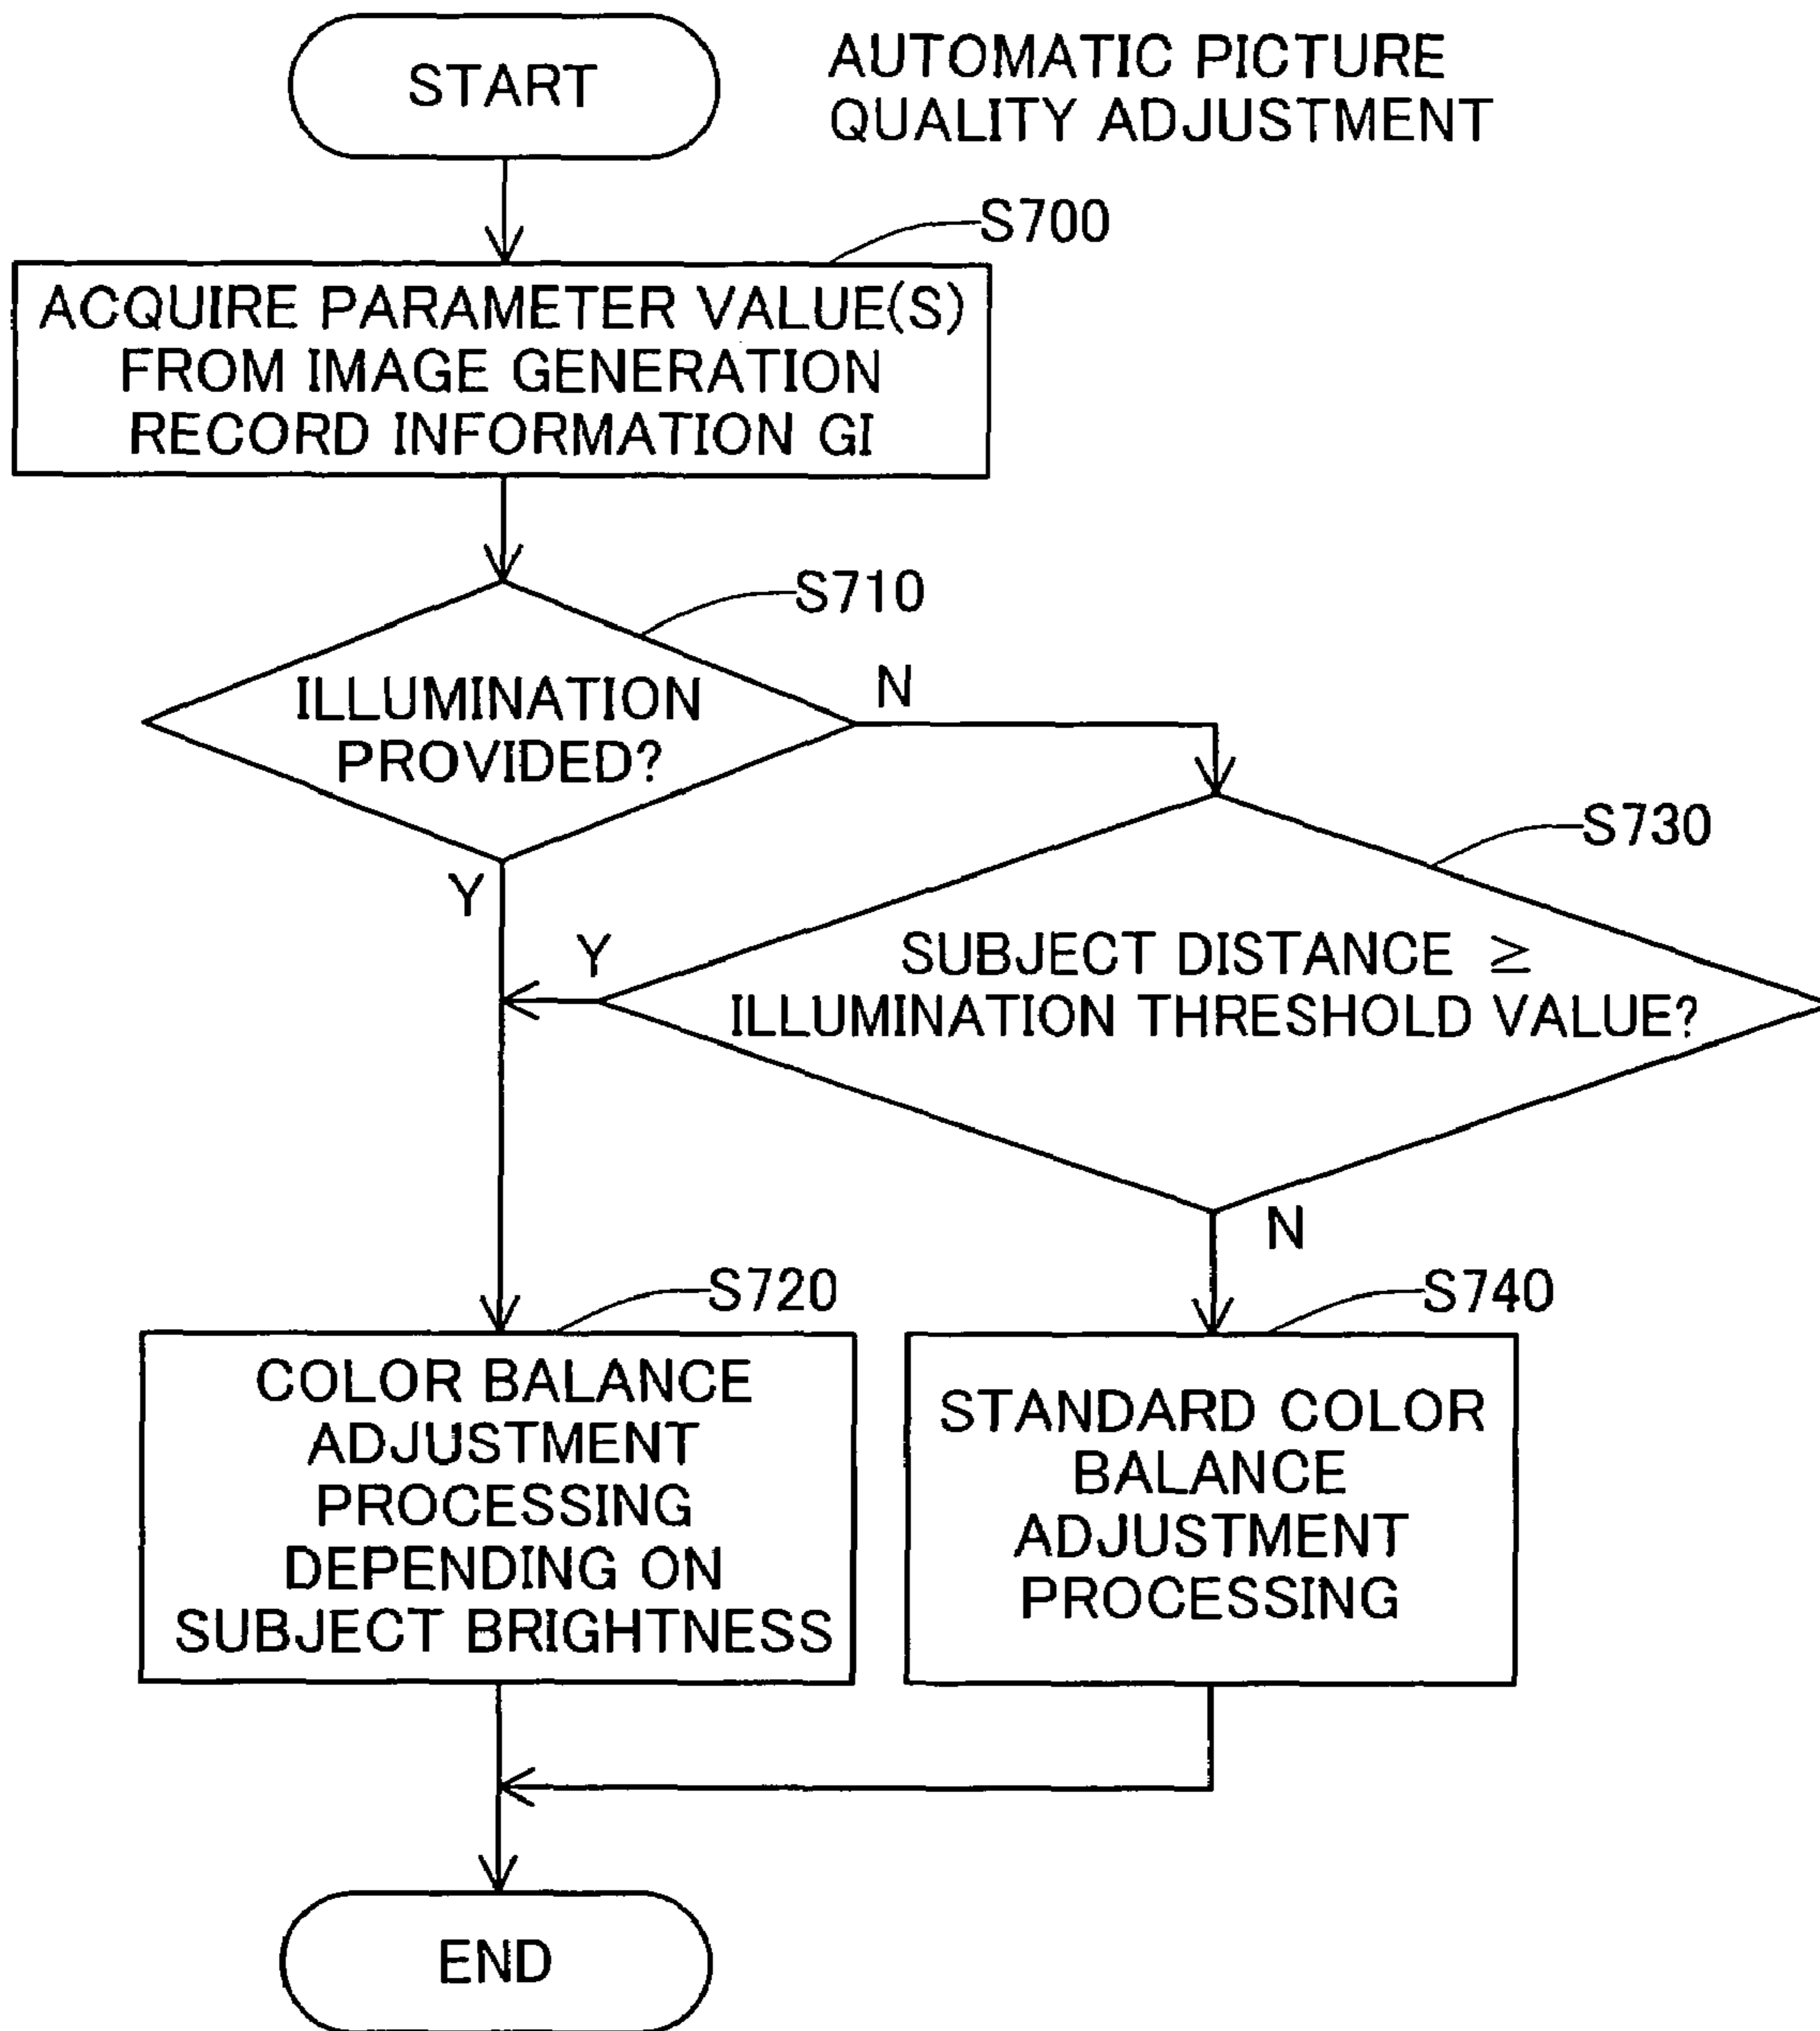 START
AUTOMATIC PICTURE
QUALITY ADJUSTMENT
S700
ACQUIRE PARAMETER VALUE(S)
FROM IMAGE GENERATION
RECORD INFORMATION GI
S710
ILLUMINATION
PROVIDED?
N
Y
S730
SUBJECT DISTANCE ≥
ILLUMINATION THRESHOLD VALUE?
Y
N
S720
COLOR BALANCE
ADJUSTMENT
PROCESSING
DEPENDING ON
SUBJECT BRIGHTNESS
S740
STANDARD COLOR
BALANCE
ADJUSTMENT
PROCESSING
END